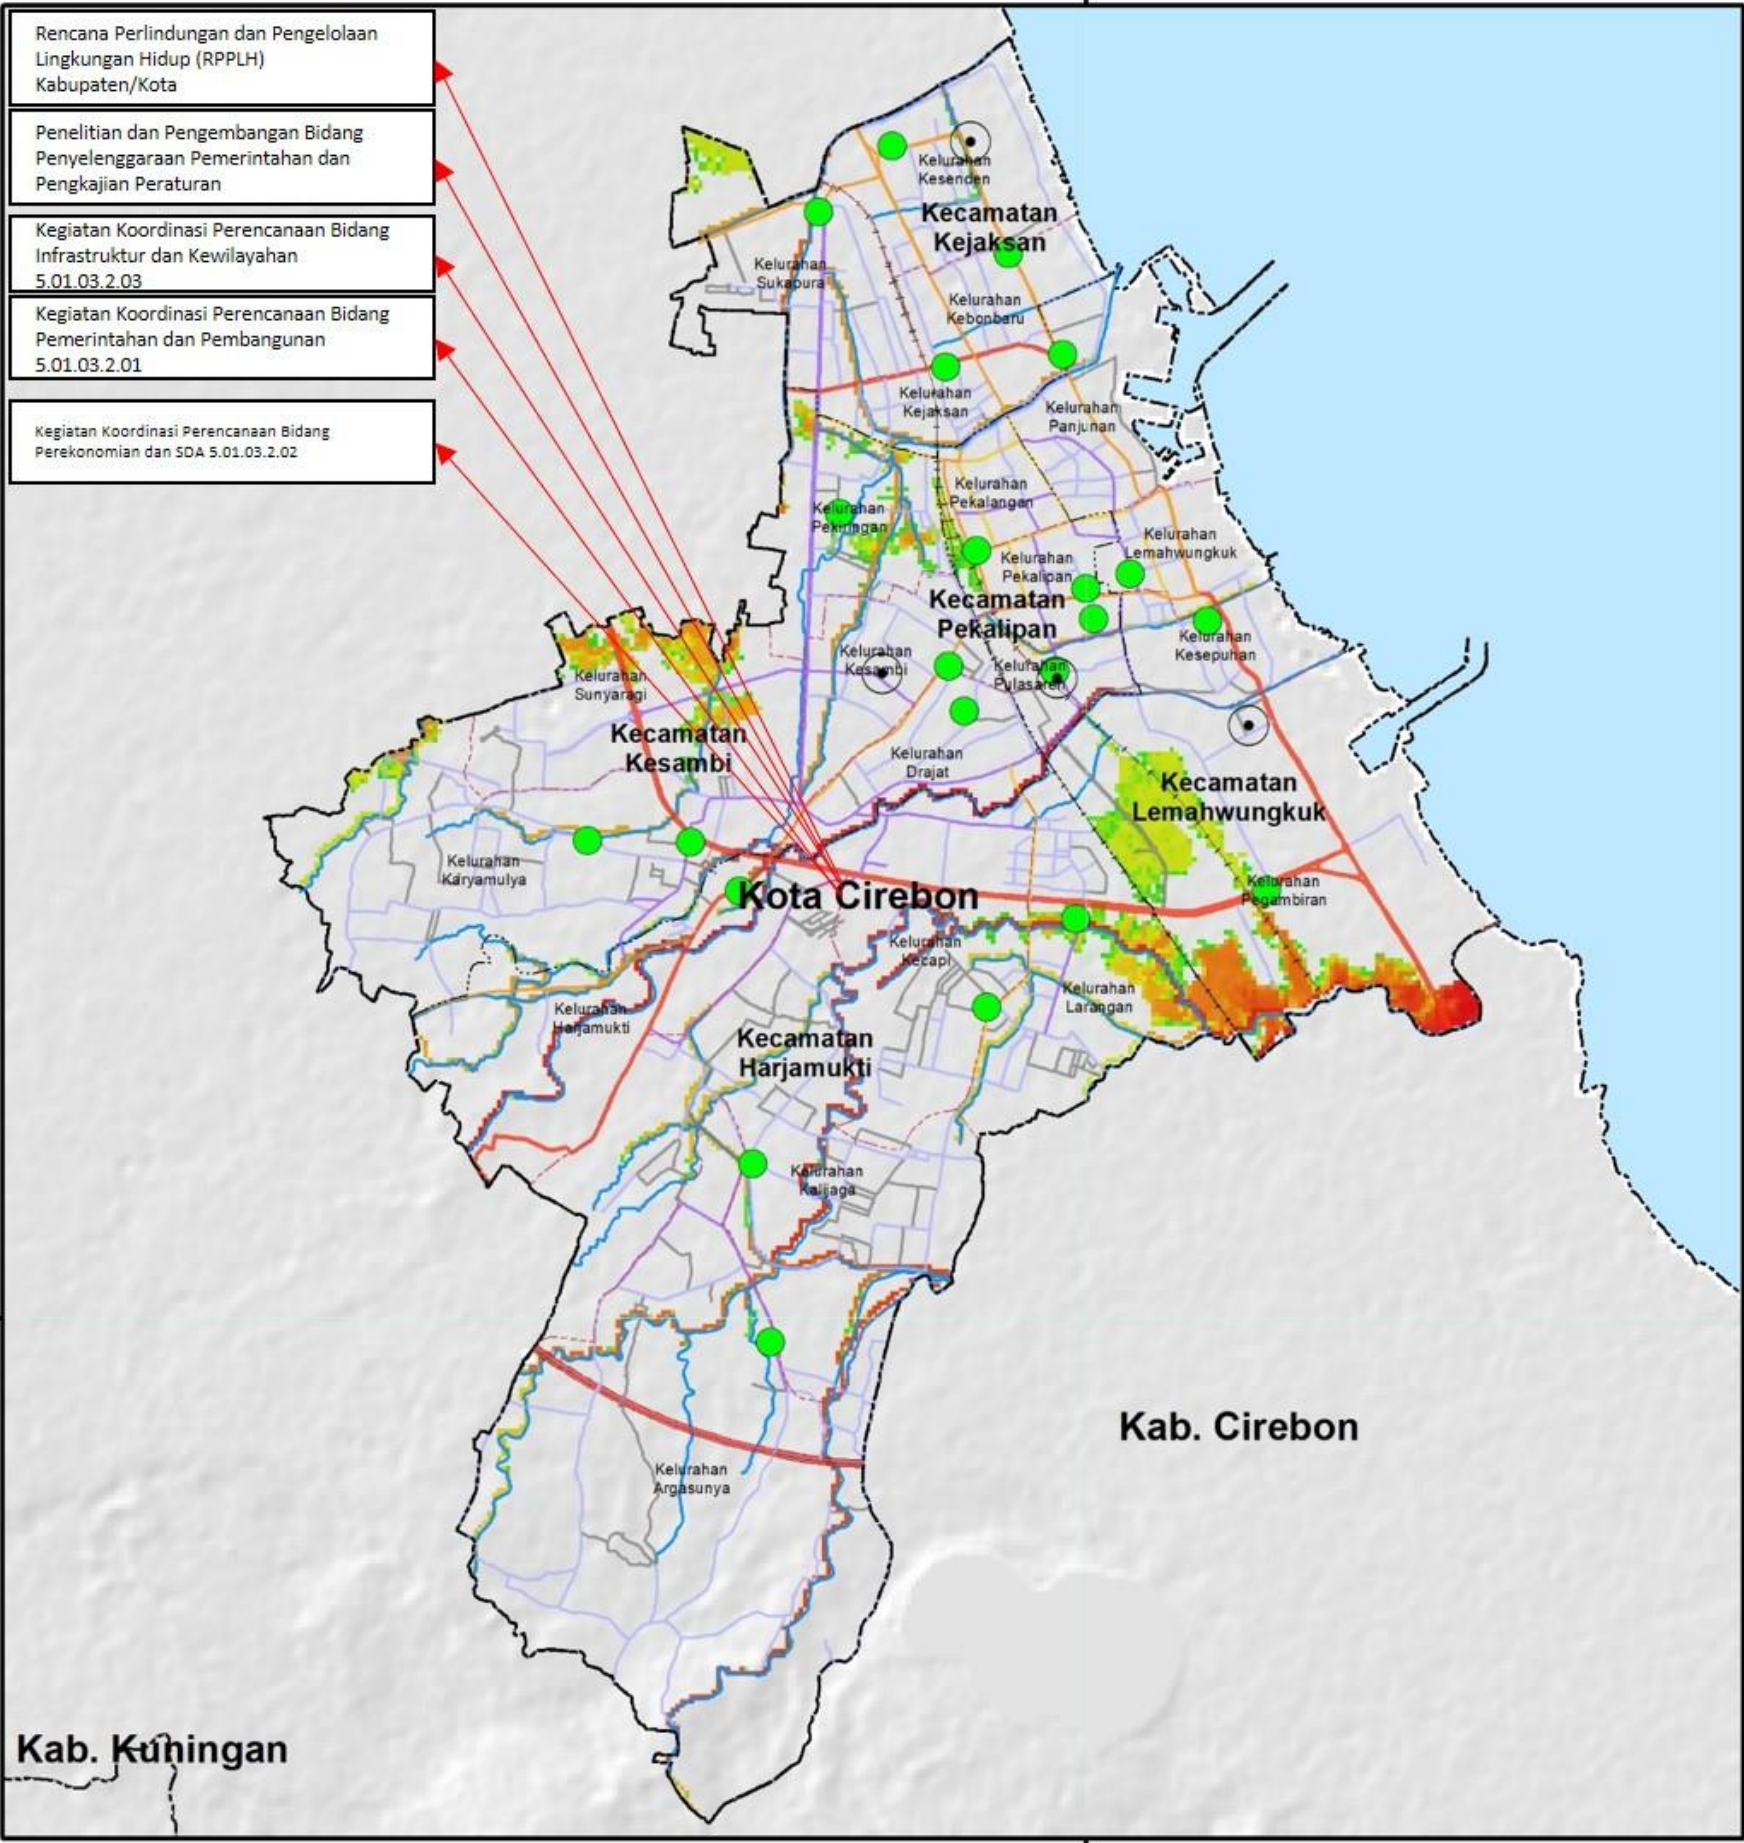 Rencana Perlindungan dan Pengelolaan
Lingkungan Hidup (RPPLH)
Kabupaten/Kota
Penelitian dan Pengembangan Bidang
Penyelenggaraan Pemerintahan dan
Pengkajian Peraturan
Kegiatan Koordinasi Perencanaan Bidang
Infrastruktur dan Kewilayahan
5.01.03.2.03
Kegiatan Koordinasi Perencanaan Bidang
Pemerintahan dan Pembangunan
5.01.03.2.01
Kegiatan Koordinasi Perencanaan Bidang
Perekonomian dan SDA 5.01.03.2.02
Kelurahan
Kesenden
Kecamatan
Kejaksan
Kelurahan
Sukapura
Kelurahan
Kebonbaru
Kelurahan
Kejaksan
Kelurahan
Panjunan
Kelurahan
Pekalangan
Kelurahan
Pekiringan
Kelurahan
Lemahwungkuk
Kelurahan
Pekalipan
Kecamatan
Pekalipan
Kelurahan
Kesepuhan
Kelurahan
Kesambi
Kelurahan
Pulasaren
Kelurahan
Sunyaragi
Kecamatan
Kesambi
Kelurahan
Drajat
Kecamatan
Lemahwungkuk
Kelurahan
Karyamulya
Kota Cirebon
Kelurahan
Pegambiran
Kelurahan
Kecapi
Kelurahan
Larangan
Kelurahan
Harjamukti
Kecamatan
Harjamukti
Kelurahan
Kalijaga
Kab. Cirebon
Kelurahan
Argasunya
Kab. Kuningan